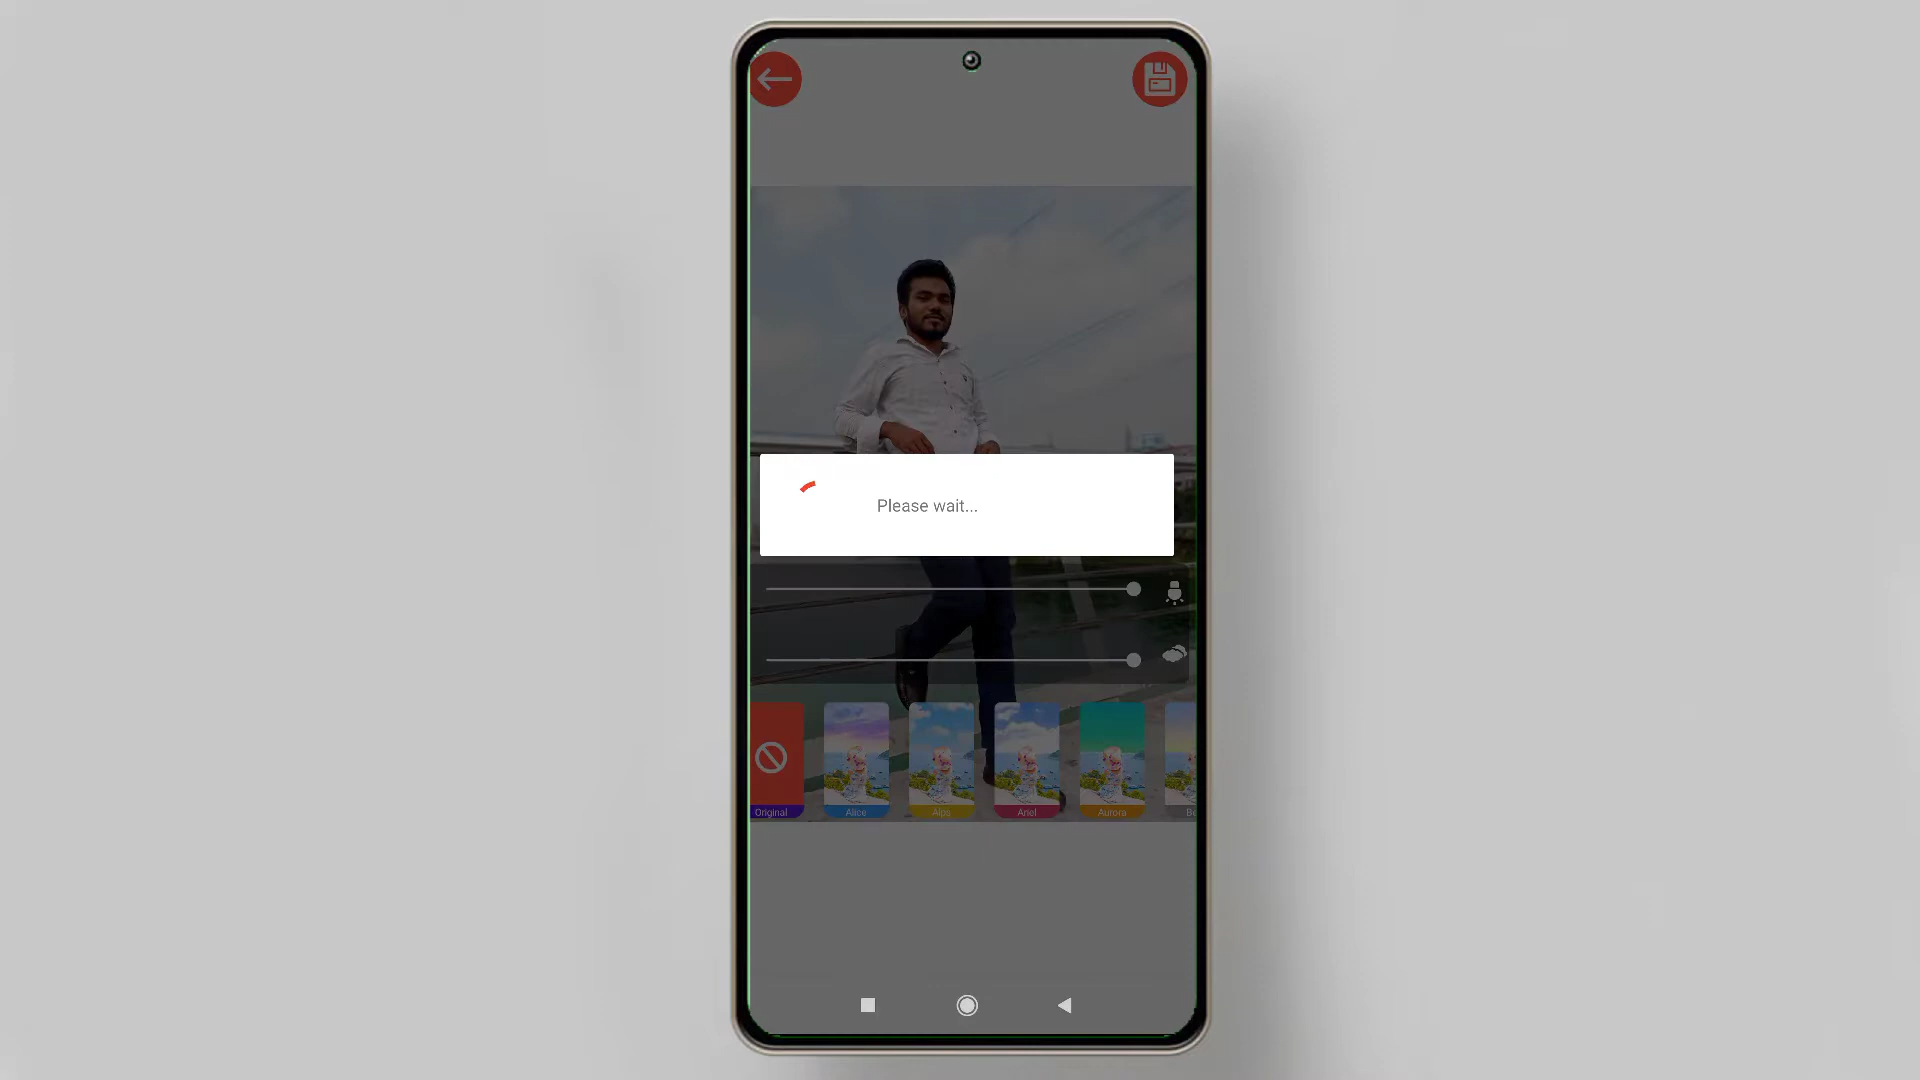 Please wait...
Original
Alice
Alps
Ariel
Aurora